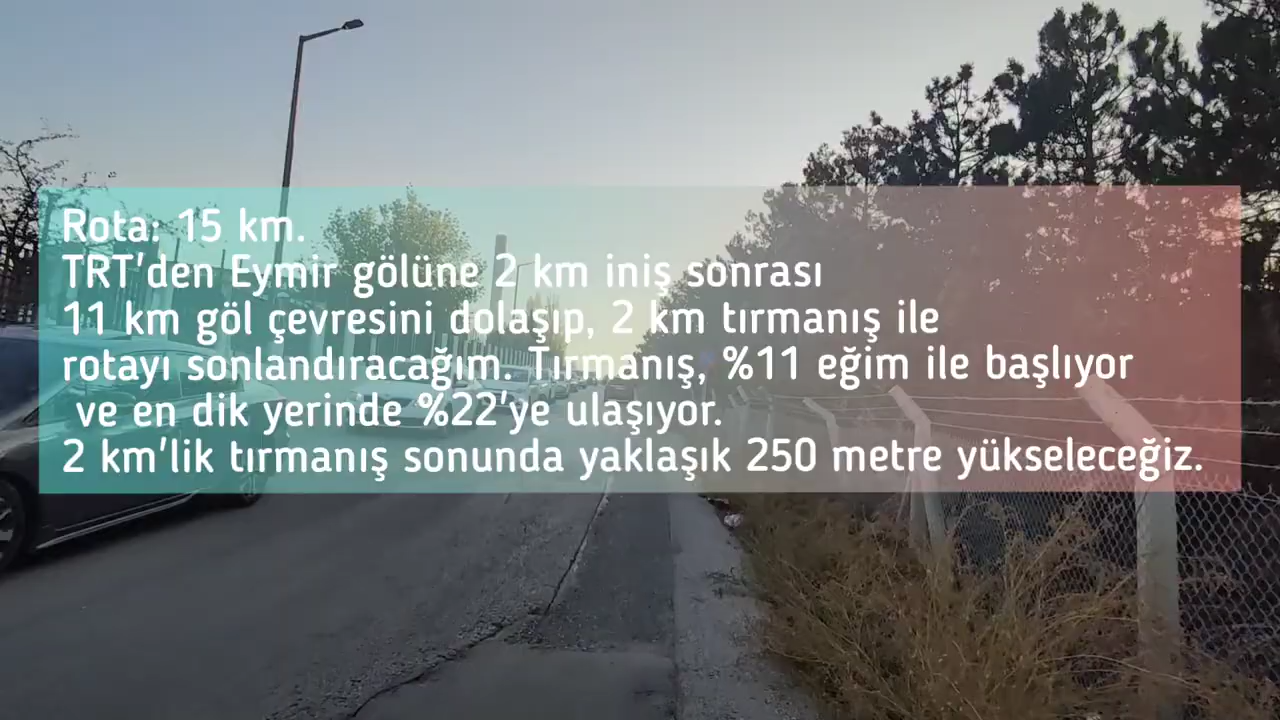 Rota: 15 km.
TRT'den Eymir gölüne 2 km iniş sonrası
11 km göl çevresini dolaşıp, 2 km tırmanış ile
rotayı sonlandıracağım. Tırmanış, %11 eğim ile başlıyor
ve en dik yerinde %22'ye ulaşıyor.
2 km'lik tırmanış sonunda yaklaşık 250 metre yükseleceğiz.